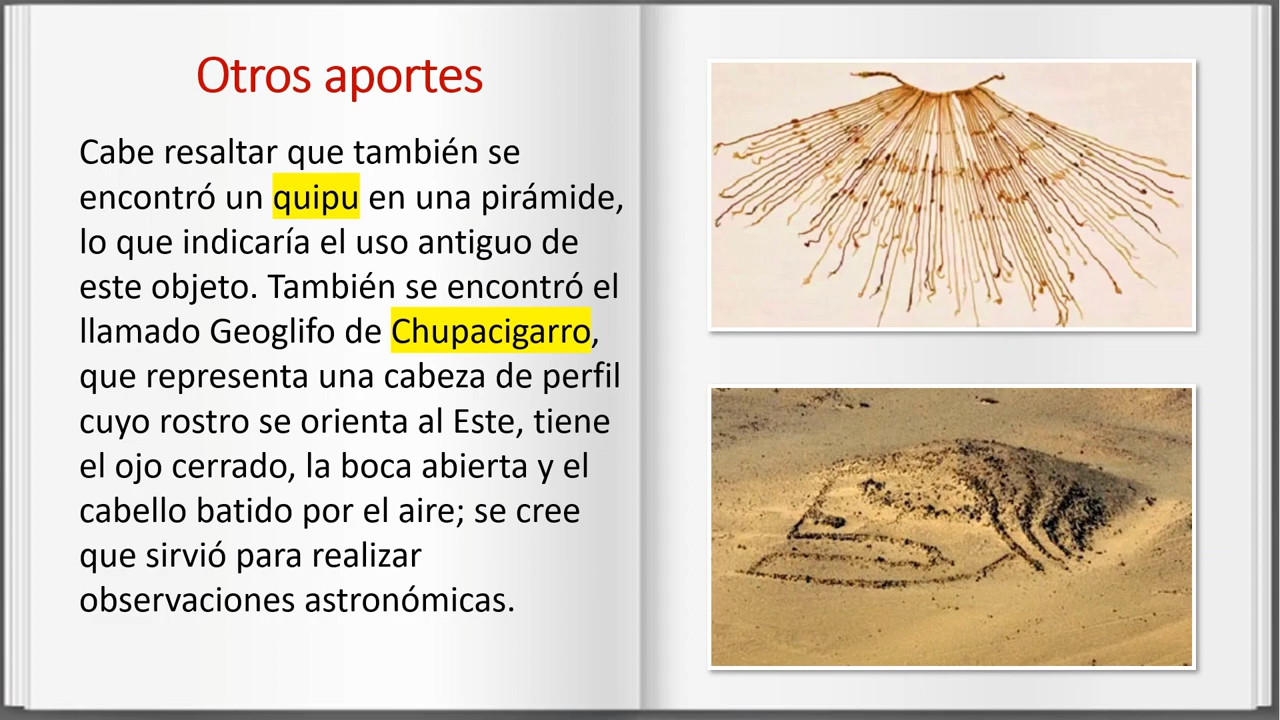 Otros aportes
Cabe resaltar que también se
encontró un quipu en una pirámide,
lo que indicaría el uso antiguo de
este objeto. También se encontró el
llamado Geoglifo de Chupacigarro,
que representa una cabeza de perfil
cuyo rostro se orienta al Este, tiene
el ojo cerrado, la boca abierta y el
cabello batido por el aire; se cree
que sirvió para realizar
observaciones astronómicas.